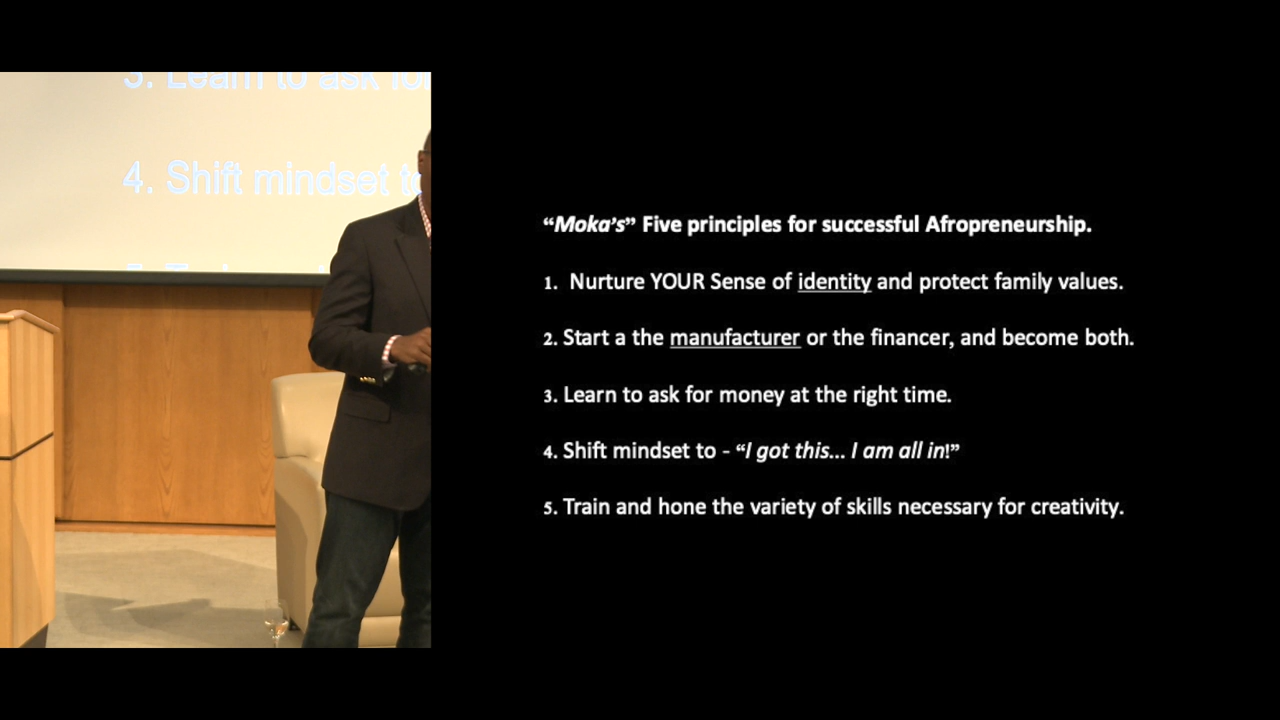 3. Learn to ask for
4. Shift mindset to
“Moka’s” Five principles for successful Afropreneurship.
1. Nurture YOUR Sense of identity and protect family values.
2. Start a the manufacturer or the financer, and become both.
3. Learn to ask for money at the right time.
4. Shift mindset to - “I got this... I am all in!”
5. Train and hone the variety of skills necessary for creativity.